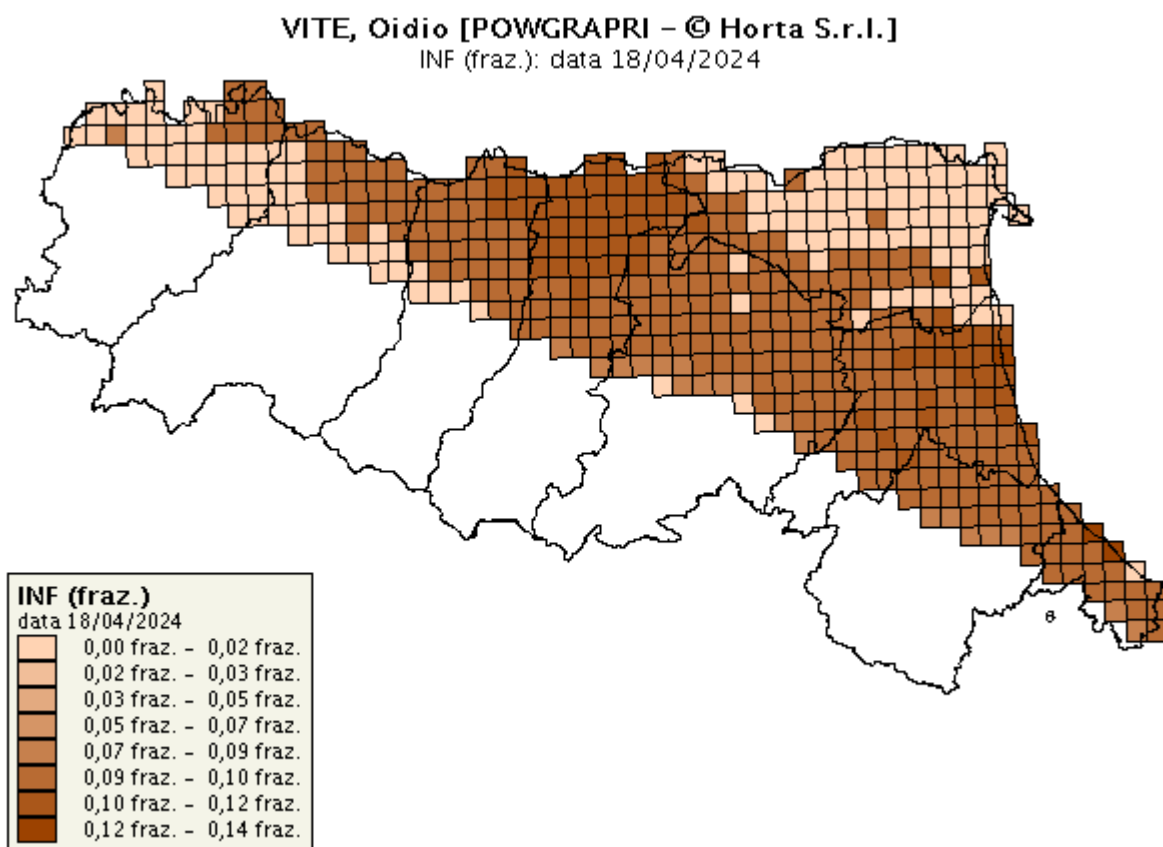 VITE, Oidio [POWGRAPRI – © Horta S.r.l.]
INF (fraz.): data 18/04/2024
INF (fraz.)
data 18/04/2024
0,00 fraz. – 0,02 fraz.
0,02 fraz. – 0,03 fraz.
0,03 fraz. – 0,05 fraz.
0,05 fraz. – 0,07 fraz.
0,07 fraz. – 0,09 fraz.
0,09 fraz. – 0,10 fraz.
0,10 fraz. – 0,12 fraz.
0,12 fraz. – 0,14 fraz.